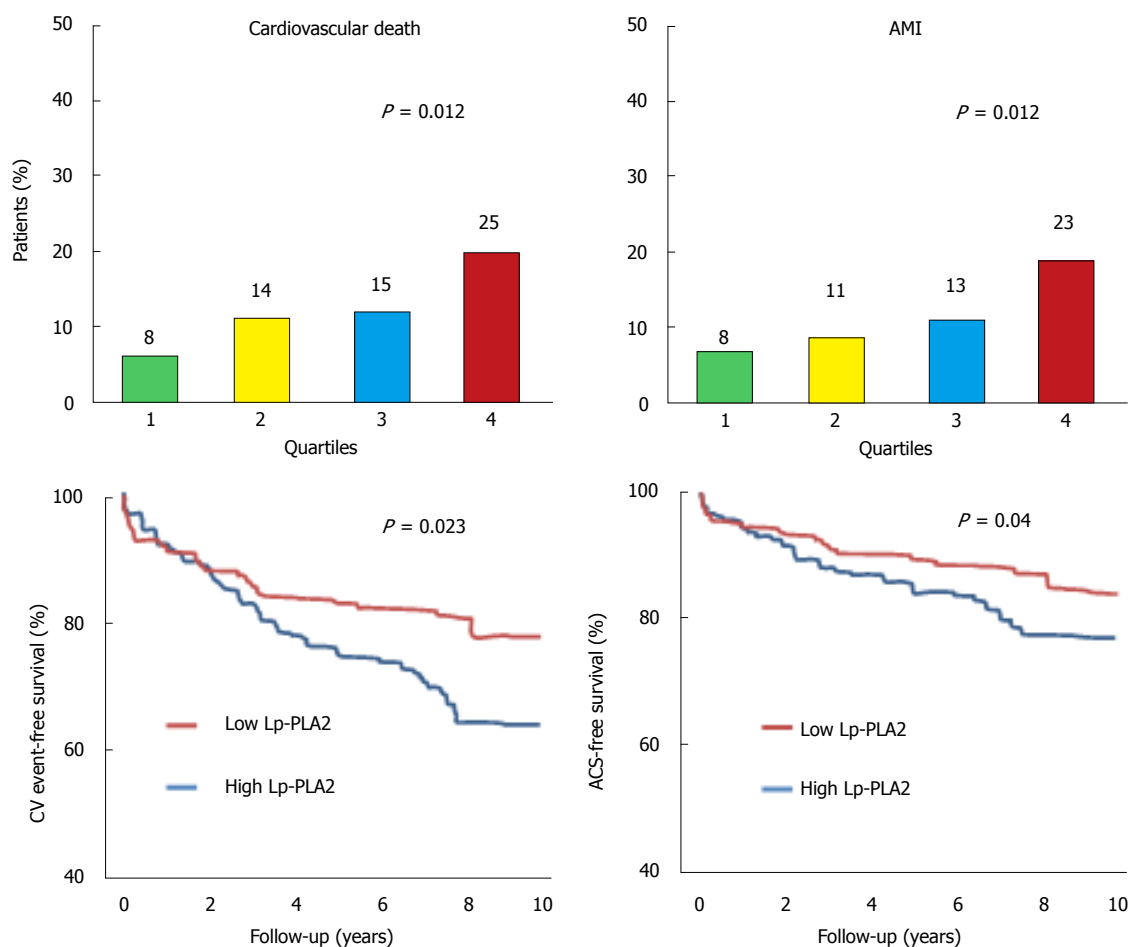 Cardiovascular death
50
40
30
20
10
0
Patients (%)
P = 0.012
8
14
15
25
1 2 3 4
Quartiles
AMI
50
40
30
20
10
0
P = 0.012
8
11
13
23
1 2 3 4
Quartiles
100
80
60
40
CV event-free survival (%)
P = 0.023
Low Lp-PLA2
High Lp-PLA2
0 2 4 6 8 10
Follow-up (years)
100
80
60
40
ACS-free survival (%)
P = 0.04
Low Lp-PLA2
High Lp-PLA2
0 2 4 6 8 10
Follow-up (years)